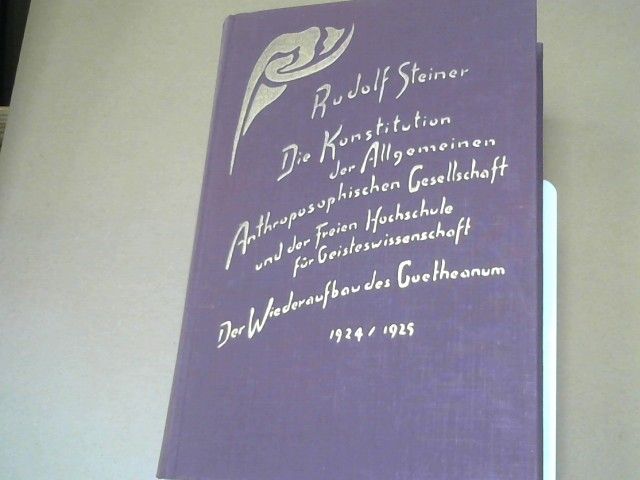 Rudolf Steiner
Die Konstitution
der Allgemeinen
Anthroposophischen Gesellschaft
und der Freien Hochschule
für Geisteswissenschaft
Der Wiederaufbau des Goetheanum
1924/1925